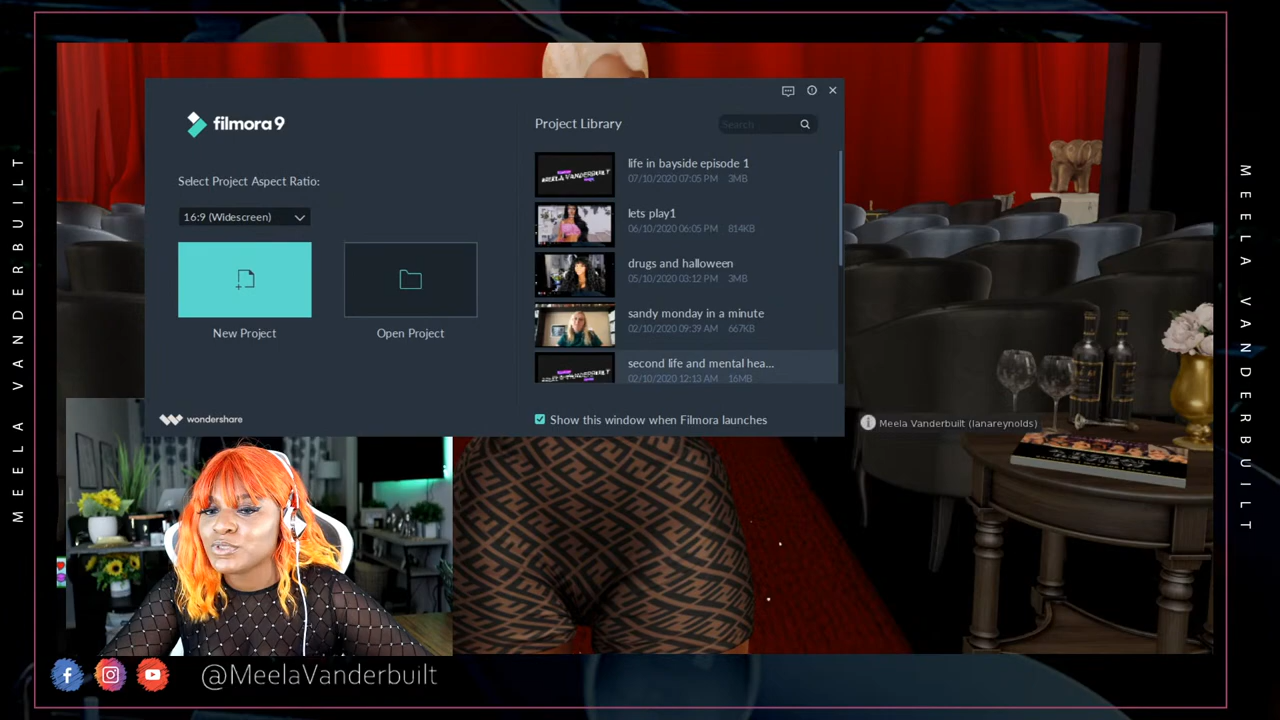 filmora9
Select Project Aspect Ratio:
16:9 (Widescreen)
New Project
Open Project
wondershare
Project Library
Search
life in bayside episode 1
07/10/2020 07:05 PM 3MB
lets play1
06/10/2020 06:05 PM 814KB
drugs and halloween
05/10/2020 03:12 PM 3MB
sandy monday in a minute
02/10/2020 09:39 AM 667KB
second life and mental hea...
02/10/2020 12:13 AM 16MB
Show this window when Filmora launches
Meela Vanderbuilt (lanareynolds)
MEELA VANDERBUILT
MEELA VANDERBUILT
@MeelaVanderbuilt